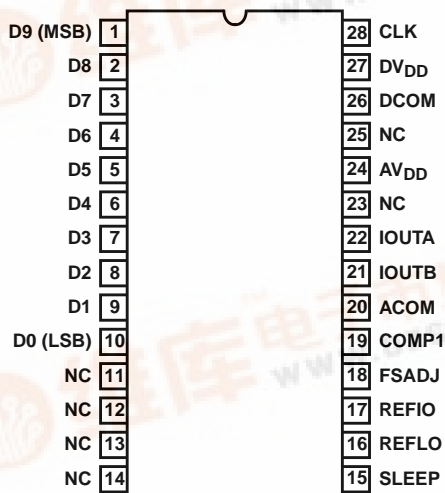 D9 (MSB) 1 28 CLK
D8 2 27 DVDD
D7 3 26 DCOM
D6 4 25 NC
D5 5 24 AVDD
D4 6 23 NC
D3 7 22 IOUTA
D2 8 21 IOUTB
D1 9 20 ACOM
D0 (LSB) 10 19 COMP1
NC 11 18 FSADJ
NC 12 17 REFIO
NC 13 16 REFLO
NC 14 15 SLEEP
维库